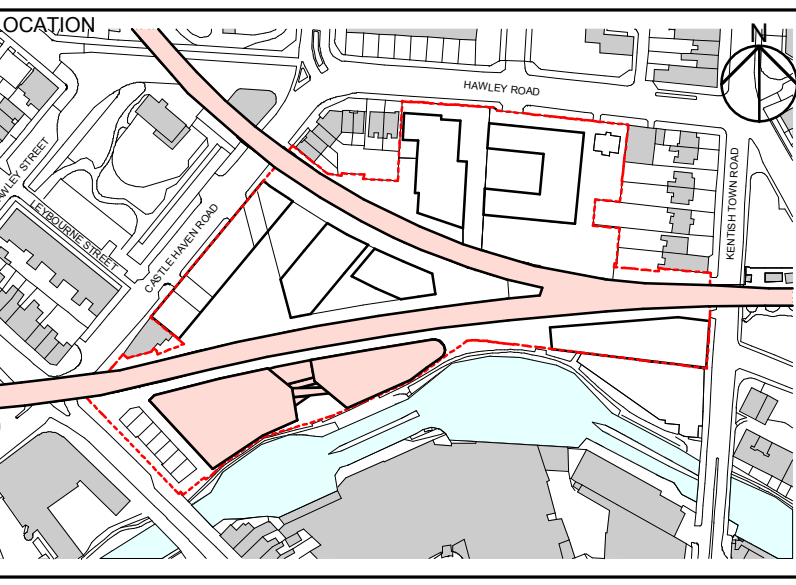 LOCATION
N
HAWLEY ROAD
KENTISH TOWN ROAD
LEYBOURNE STREET
CASTLE HAVEN ROAD